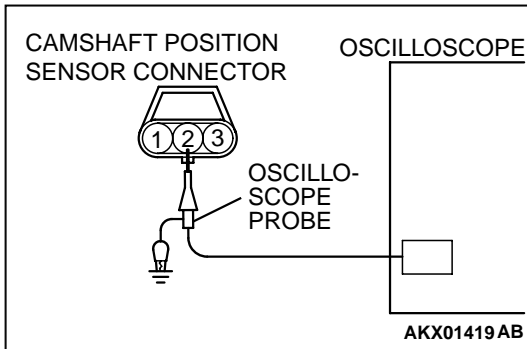 CAMSHAFT POSITION
SENSOR CONNECTOR
OSCILLOSCOPE
1 2 3
OSCILLO-
SCOPE
PROBE
AKX01419 AB